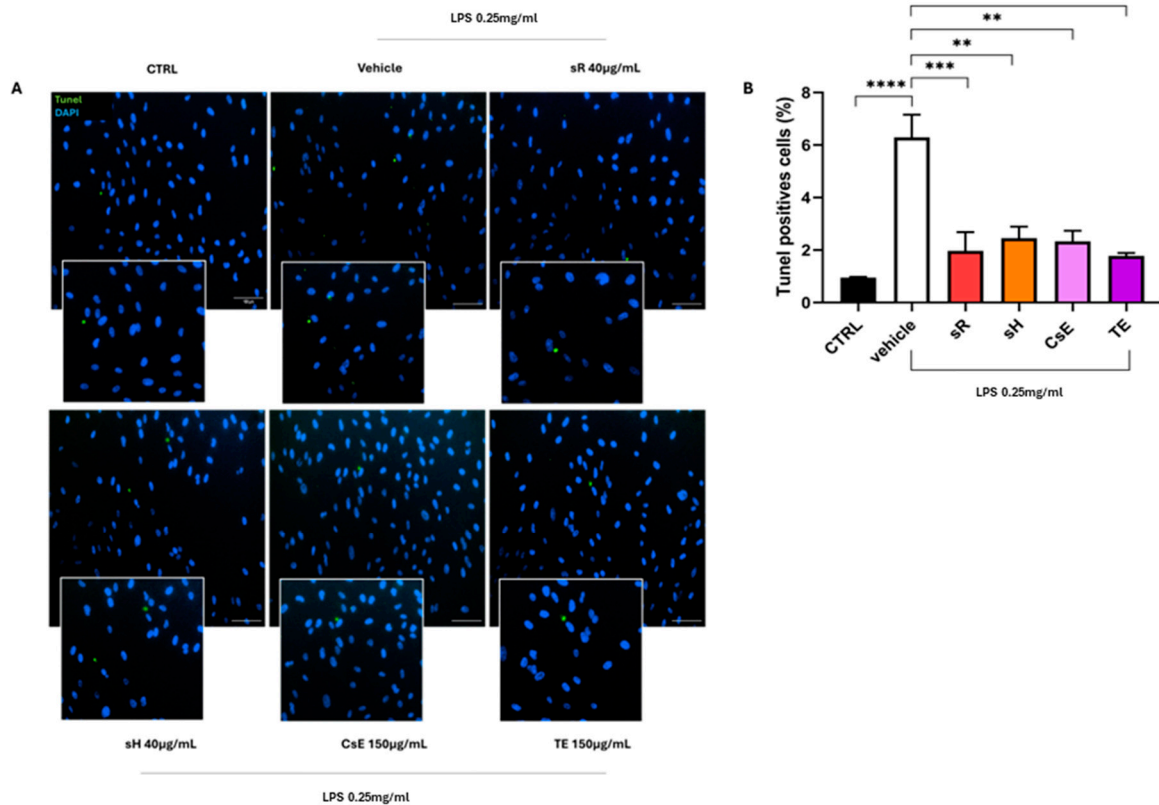 LPS 0.25mg/ml
CTRL
Vehicle
sR 40µg/mL
A
Tunel
DAPI
sH 40µg/mL
CsE 150µg/mL
TE 150µg/mL
LPS 0.25mg/ml
B
**
**
***
****
Tunel positives cells (%)
8
6
4
2
0
CTRL
vehicle
sR
sH
CsE
TE
LPS 0.25mg/ml